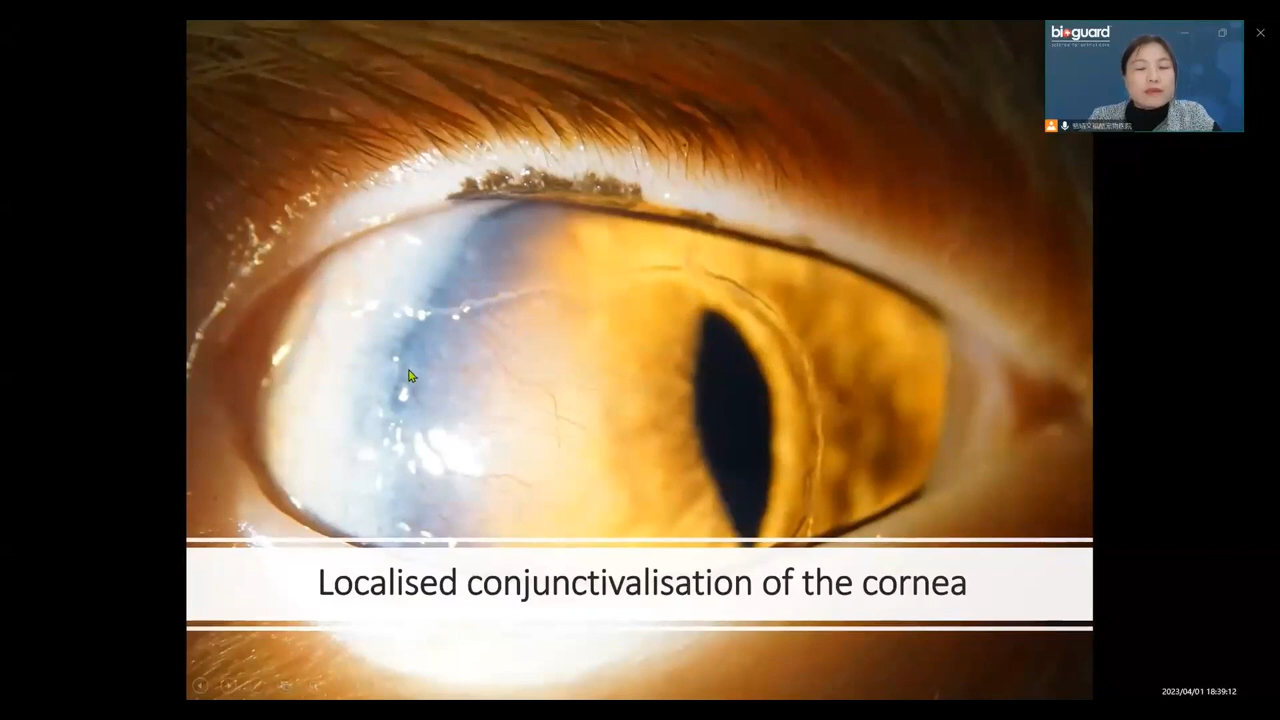 bioguard
Localised conjunctivalisation of the cornea
2023/04/01 18:39:12